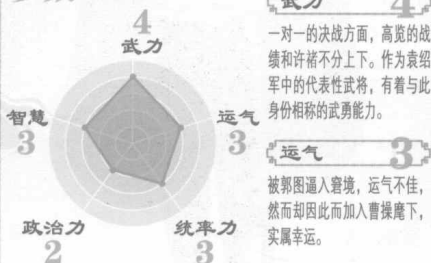 4
武力
智慧
3
运气
3
政治力
2
统率力
3
武力 4
一对一的决战方面，高览的战
绩和许褚不分上下。作为袁绍
军中的代表性武将，有着与此
身份相称的武勇能力。
运气 3
被郭图逼入窘境，运气不佳，
然而却因此而加入曹操麾下，
实属幸运。